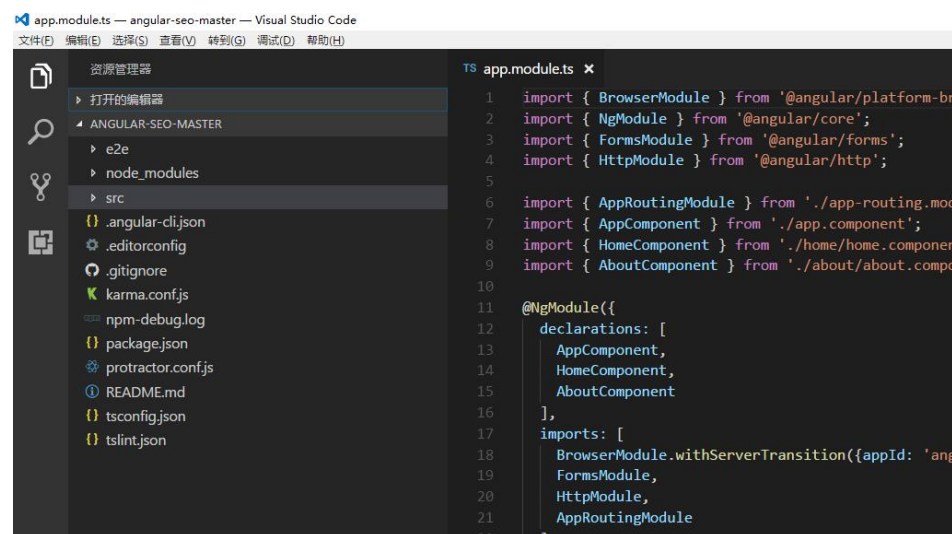 app.module.ts — angular-seo-master — Visual Studio Code
文件(F) 编辑(E) 选择(S) 查看(V) 转到(G) 调试(D) 帮助(H)
资源管理器
打开的编辑器
ANGULAR-SEO-MASTER
e2e
node_modules
src
{} .angular-cli.json
.editorconfig
.gitignore
K karma.conf.js
npm-debug.log
{} package.json
protractor.conf.js
README.md
{} tsconfig.json
{} tslint.json
TS app.module.ts ×
1 import { BrowserModule } from '@angular/platform-br
2 import { NgModule } from '@angular/core';
3 import { FormsModule } from '@angular/forms';
4 import { HttpModule } from '@angular/http';
5
6 import { AppRoutingModule } from './app-routing.mod
7 import { AppComponent } from './app.component';
8 import { HomeComponent } from './home/home.componen
9 import { AboutComponent } from './about/about.compo
10
11 @NgModule({
12 declarations: [
13 AppComponent,
14 HomeComponent,
15 AboutComponent
16 ],
17 imports: [
18 BrowserModule.withServerTransition({appId: 'ang
19 FormsModule,
20 HttpModule,
21 AppRoutingModule